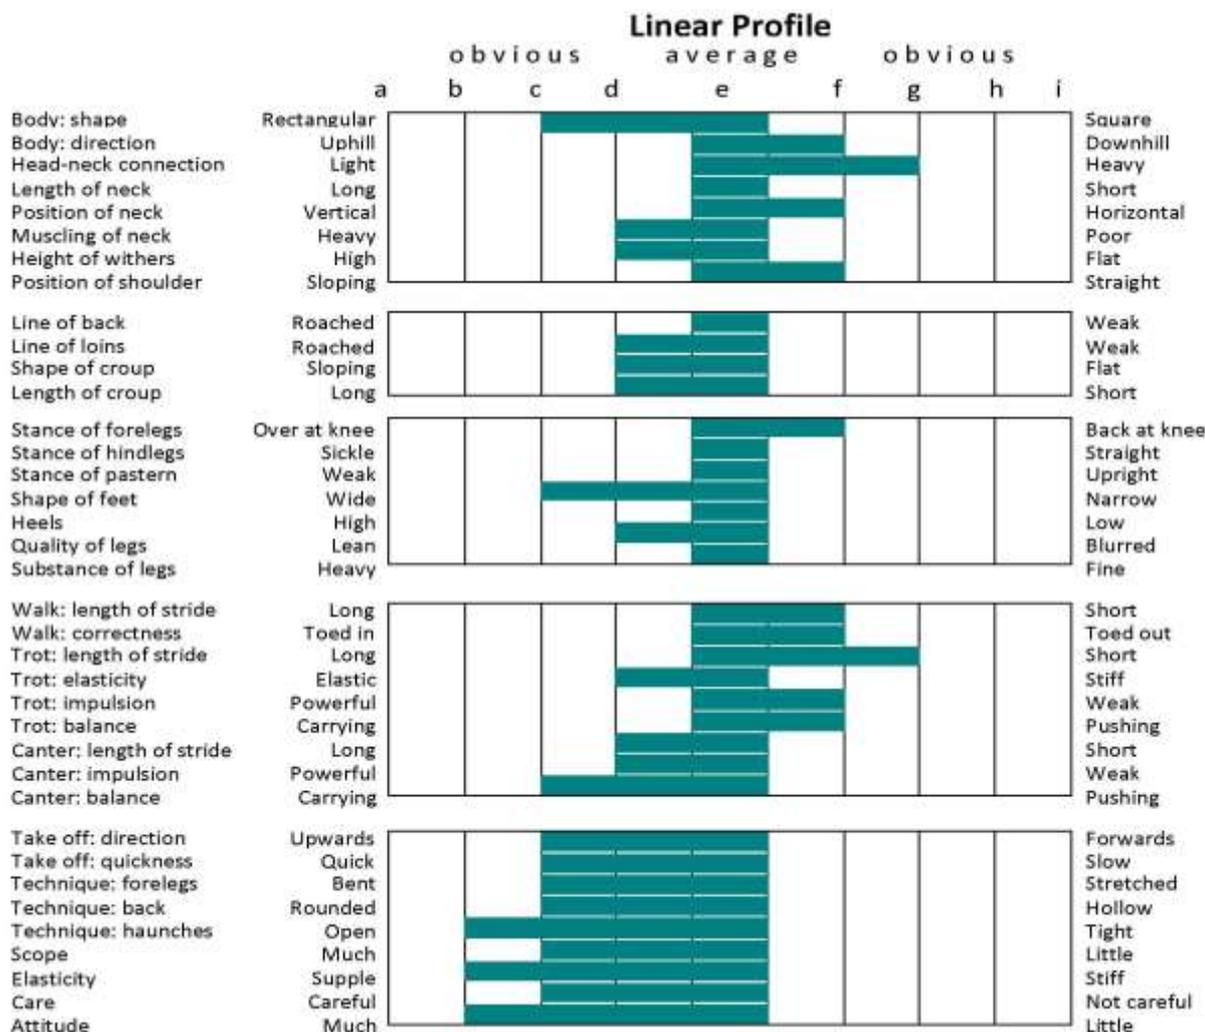 Linear Profile
obvious average obvious
a b c d e f g h i
Body: shape Rectangular Square
Body: direction Uphill Downhill
Head-neck connection Light Heavy
Length of neck Long Short
Position of neck Vertical Horizontal
Muscling of neck Heavy Poor
Height of withers High Flat
Position of shoulder Sloping Straight
Line of back Roached Weak
Line of loins Roached Weak
Shape of croup Sloping Flat
Length of croup Long Short
Stance of forelegs Over at knee Back at knee
Stance of hindlegs Sickle Straight
Stance of pastern Weak Upright
Shape of feet Wide Narrow
Heels High Low
Quality of legs Lean Blurred
Substance of legs Heavy Fine
Walk: length of stride Long Short
Walk: correctness Toed in Toed out
Trot: length of stride Long Short
Trot: elasticity Elastic Stiff
Trot: impulsion Powerful Weak
Trot: balance Carrying Pushing
Canter: length of stride Long Short
Canter: impulsion Powerful Weak
Canter: balance Carrying Pushing
Take off: direction Upwards Forwards
Take off: quickness Quick Slow
Technique: forelegs Bent Stretched
Technique: back Rounded Hollow
Technique: haunches Open Tight
Scope Much Little
Elasticity Supple Stiff
Care Careful Not careful
Attitude Much Little